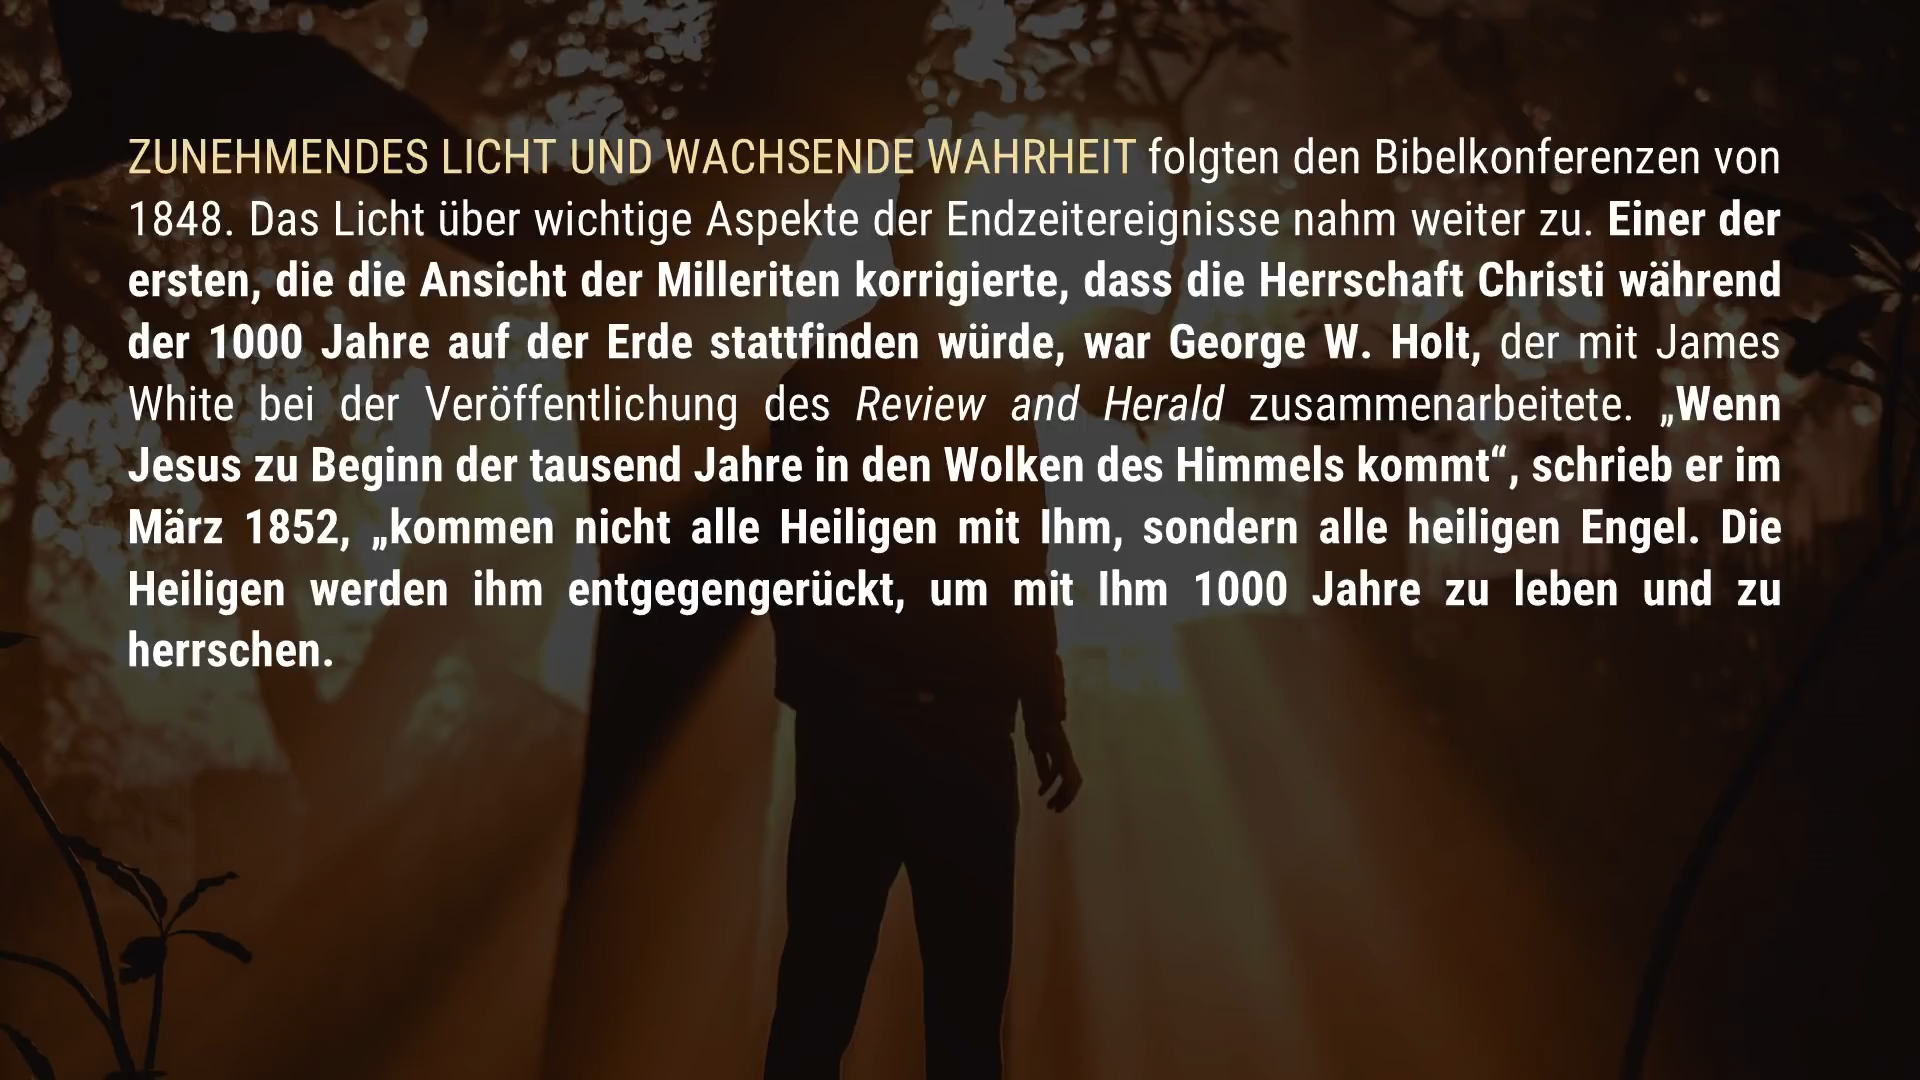 ZUNEHMENDES LICHT UND WACHSENDE WAHRHEIT folgten den Bibelkonferenzen von
1848. Das Licht über wichtige Aspekte der Endzeitereignisse nahm weiter zu. Einer der
ersten, die die Ansicht der Milleriten korrigierte, dass die Herrschaft Christi während
der 1000 Jahre auf der Erde stattfinden würde, war George W. Holt, der mit James
White bei der Veröffentlichung des Review and Herald zusammenarbeitete. „Wenn
Jesus zu Beginn der tausend Jahre in den Wolken des Himmels kommt“, schrieb er im
März 1852, „kommen nicht alle Heiligen mit Ihm, sondern alle heiligen Engel. Die
Heiligen werden ihm entgegengerückt, um mit Ihm 1000 Jahre zu leben und zu
herrschen.